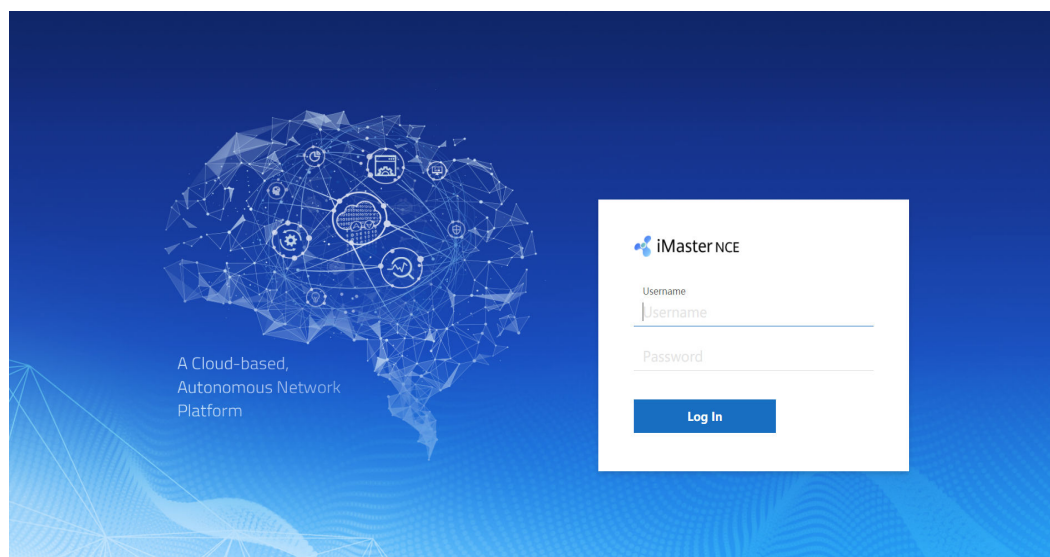 A Cloud-based,
Autonomous Network
Platform
iMaster NCE
Username
Username
Password
Log In